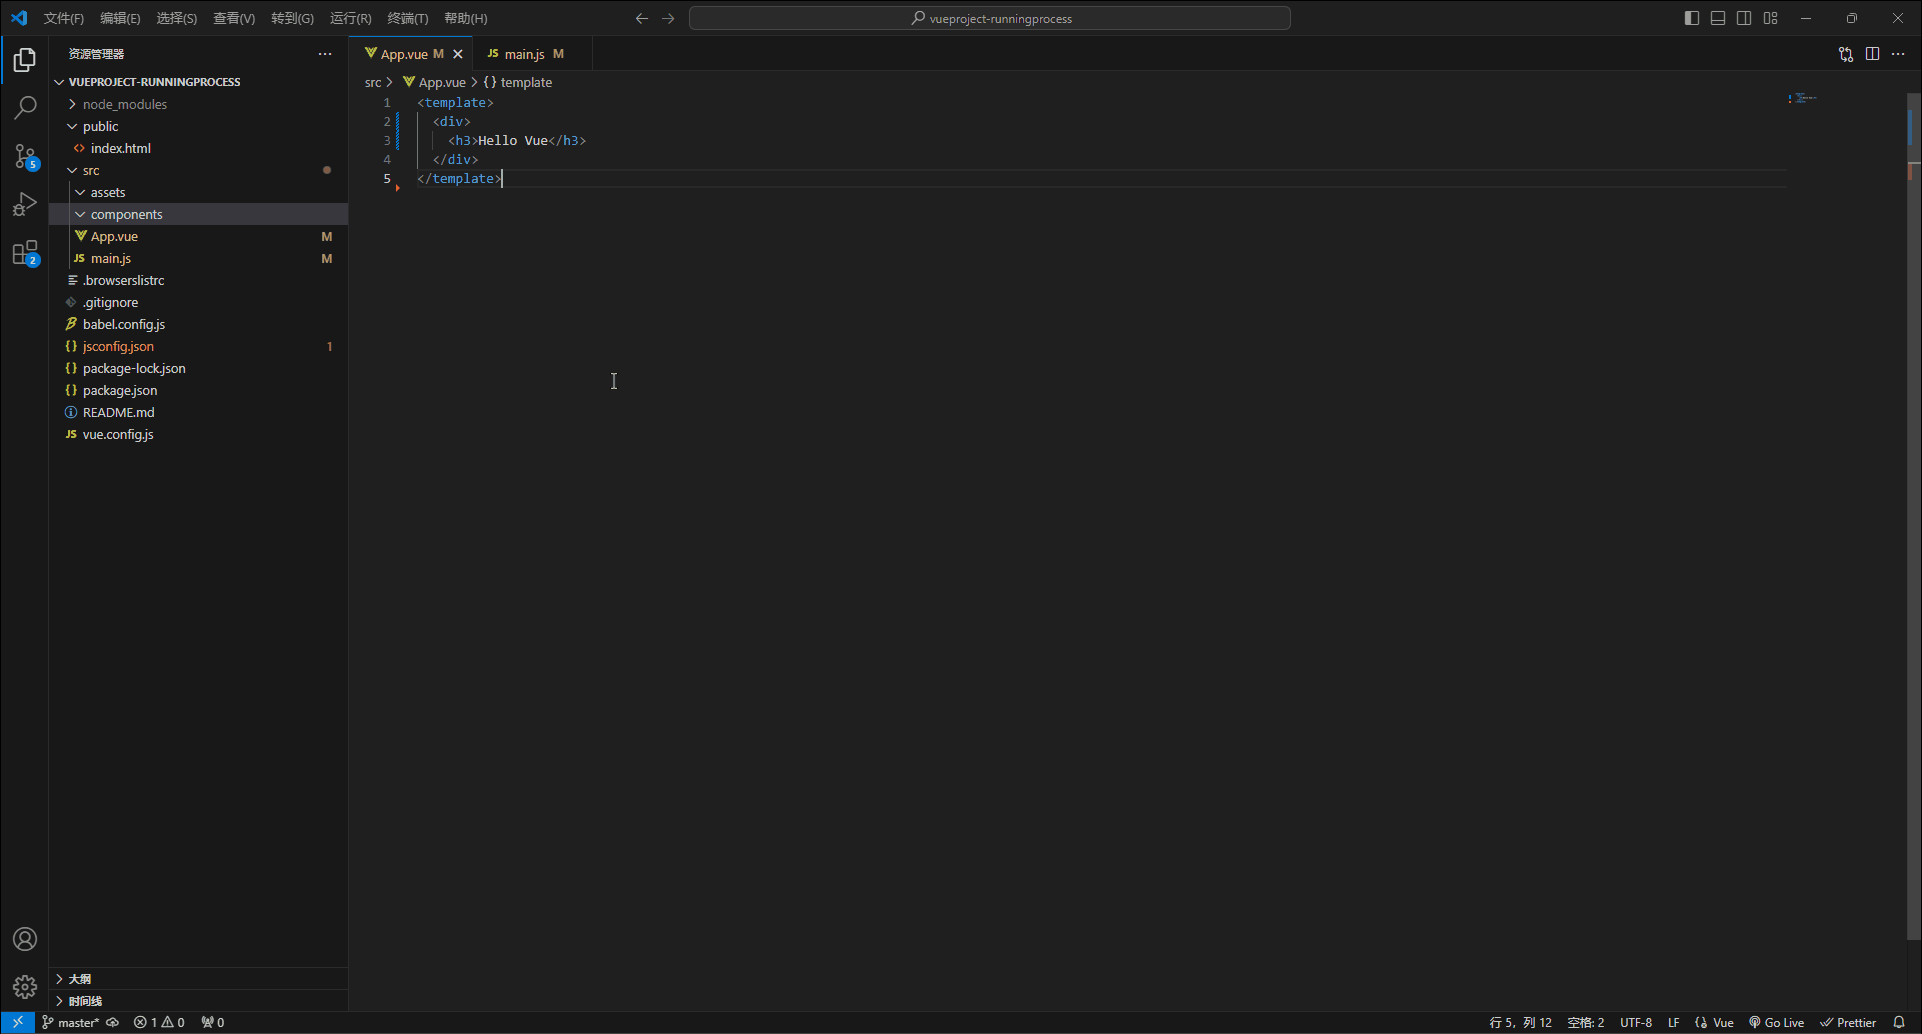 文件(F) 编辑(E) 选择(S) 查看(V) 转到(G) 运行(R) 终端(T) 帮助(H) vueproject-runningprocess
资源管理器
App.vue M
JS main.js M
VUEPROJECT-RUNNINGPROCESS
node_modules
public
index.html
src
assets
components
App.vue M
JS main.js M
.browserslistrc
.gitignore
babel.config.js
{} jsconfig.json 1
{} package-lock.json
{} package.json
README.md
JS vue.config.js
5
2
src > App.vue > {} template
1 <template>
2 <div>
3 <h3>Hello Vue</h3>
4 </div>
5 </template>
大纲
时间线
master* 1 0 0
行 5, 列 12 空格: 2 UTF-8 LF Vue Go Live Prettier